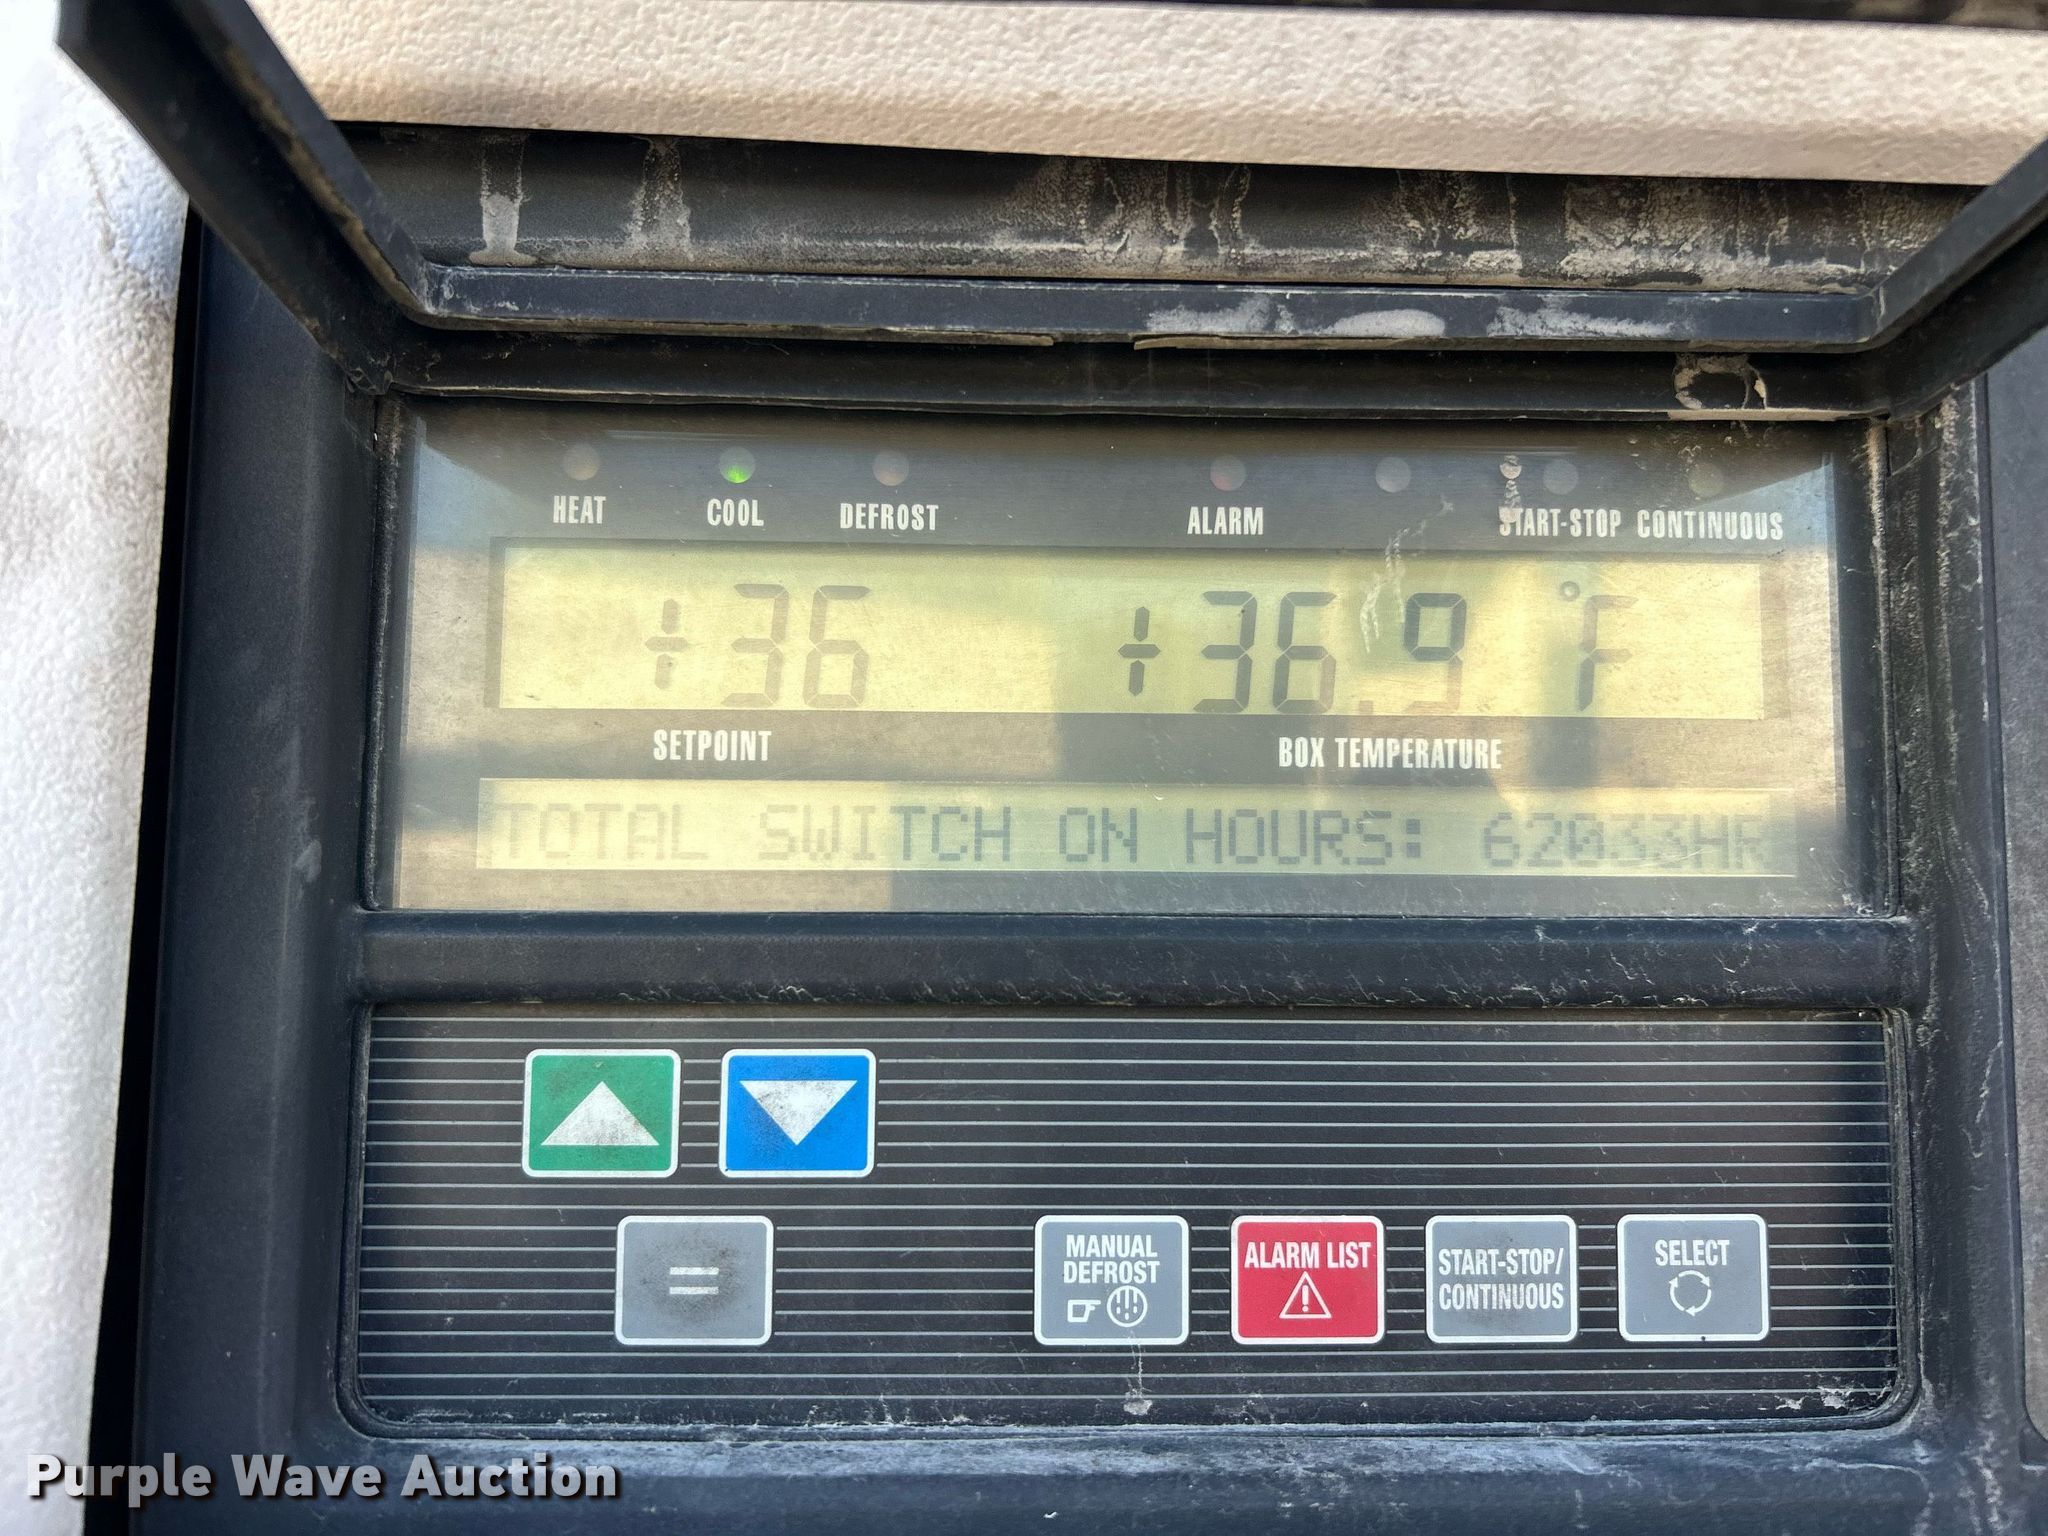 HEAT COOL DEFROST ALARM START-STOP CONTINUOUS
+36 +36.9 °F
SETPOINT BOX TEMPERATURE
TOTAL SWITCH ON HOURS: 62033HR
=
MANUAL DEFROST
ALARM LIST
START-STOP/ CONTINUOUS
SELECT
Purple Wave Auction